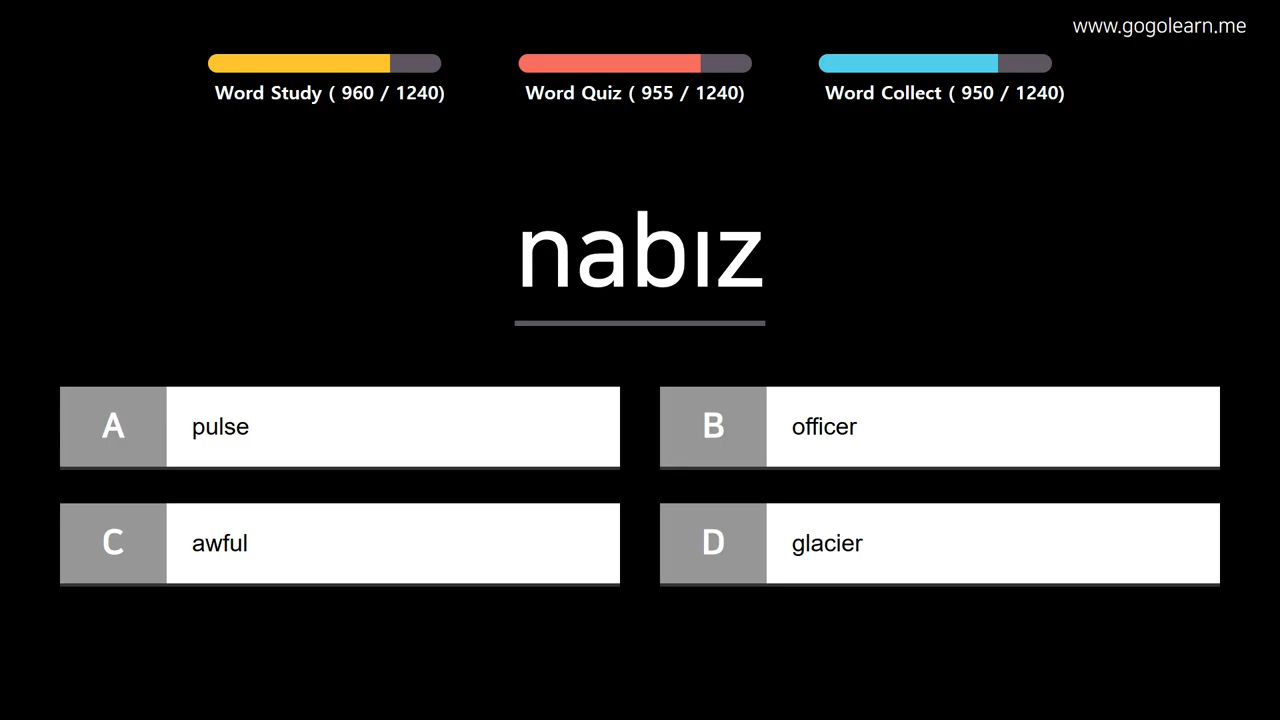 www.gogolearn.me
Word Study ( 960 / 1240)
Word Quiz ( 955 / 1240)
Word Collect ( 950 / 1240)
nabız
A pulse
B officer
C awful
D glacier